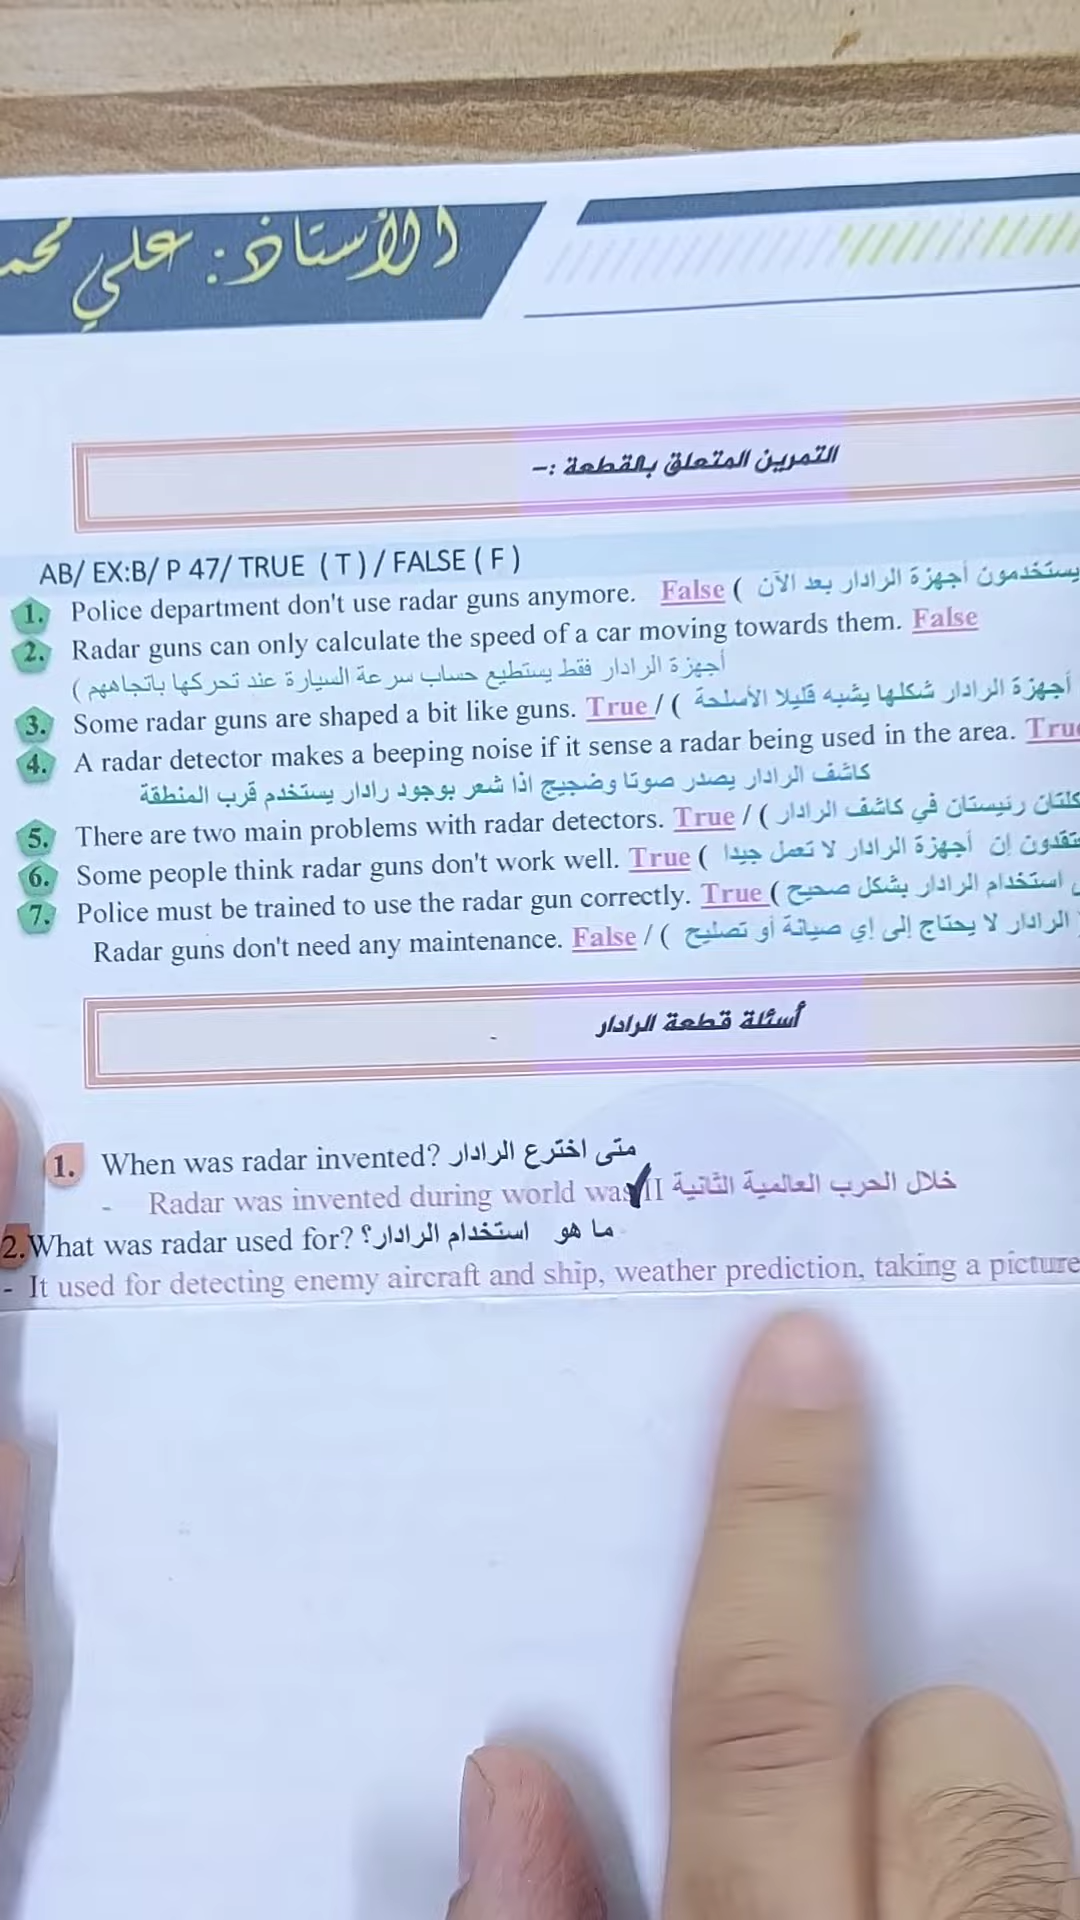 الأستاذ: علي
التمرين المتعلق بالقطعة :-
AB/ EX:B/ P 47/ TRUE ( T ) / FALSE ( F )
1. Police department don't use radar guns anymore. False ( يستخدمون أجهزة الرادار بعد الآن
2. Radar guns can only calculate the speed of a car moving towards them. False
أجهزة الرادار فقط يستطيع حساب سرعة السيارة عند تحركها باتجاههم )
3. Some radar guns are shaped a bit like guns. True / ( أجهزة الرادار شكلها يشبه قليلا الأسلحة
4. A radar detector makes a beeping noise if it sense a radar being used in the area.
كاشف الرادار يصدر صوتا وضجيج اذا شعر بوجود رادار يستخدم قرب المنطقة
5. There are two main problems with radar detectors. True / ( رئيستان في كاشف الرادار
6. Some people think radar guns don't work well. True ( إن أجهزة الرادار لا تعمل جيدا
7. Police must be trained to use the radar gun correctly. True ( استخدام الرادار بشكل صحيح
Radar guns don't need any maintenance. False / ( الرادار لا يحتاج إلى إي صيانة أو تصليح
أسئلة قطعة الرادار
1. When was radar invented? متى اخترع الرادار
- Radar was invented during world was II خلال الحرب العالمية الثانية
2.What was radar used for? ما هو استخدام الرادار؟
- It used for detecting enemy aircraft and ship, weather prediction, taking a picture